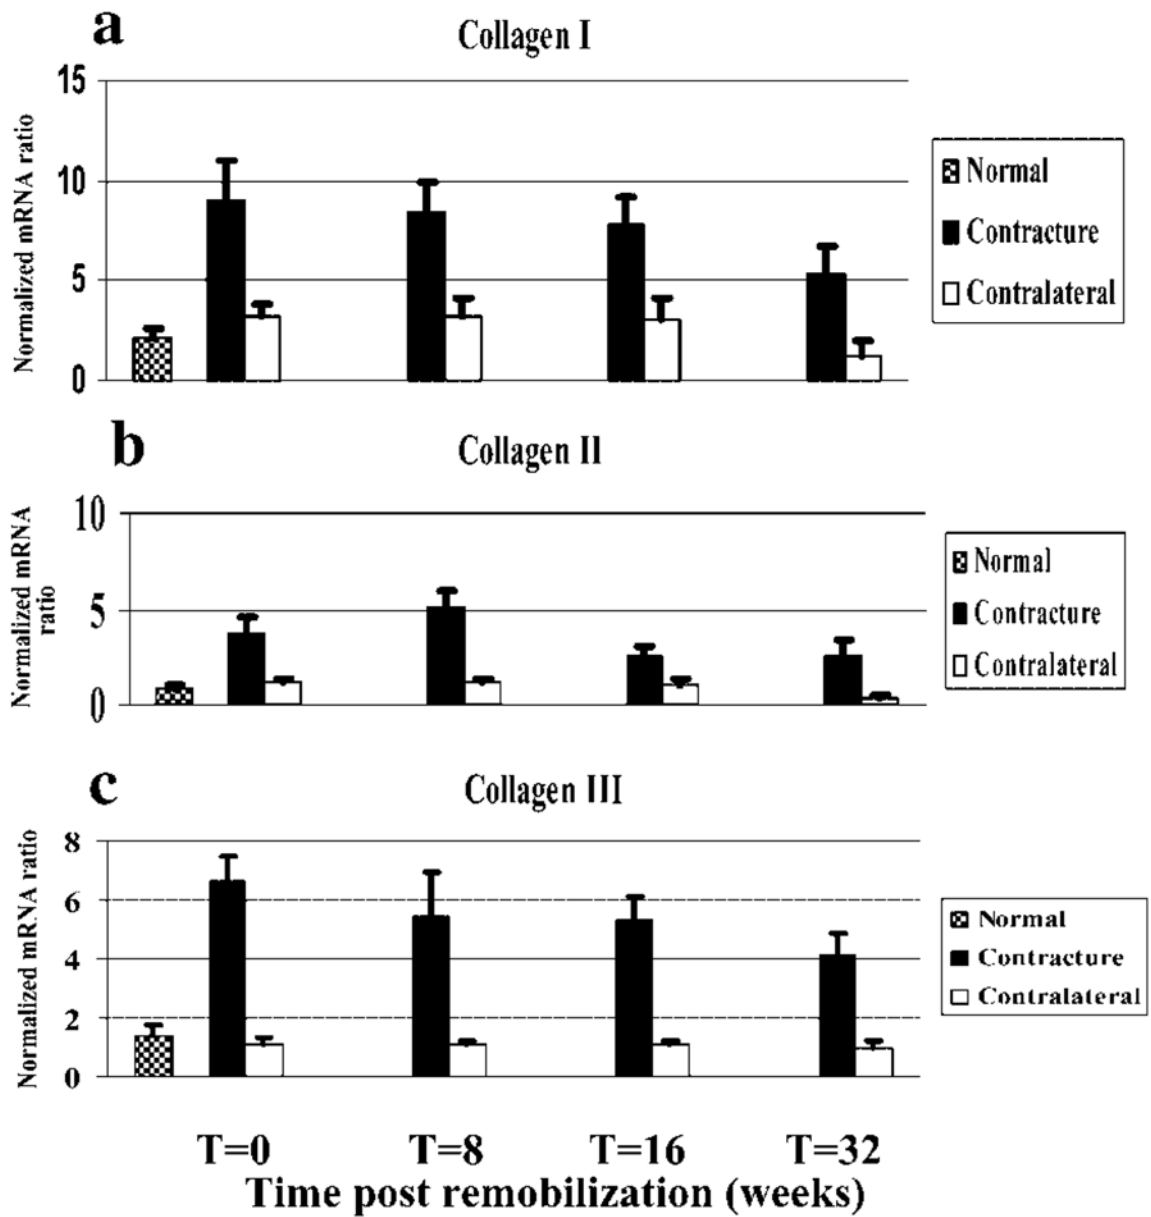 a
Collagen I
Normalized mRNA ratio
15
10
5
0
Normal
Contracture
Contralateral
b
Collagen II
Normalized mRNA
ratio
10
5
0
Normal
Contracture
Contralateral
c
Collagen III
Normalized mRNA ratio
8
6
4
2
0
Normal
Contracture
Contralateral
T=0 T=8 T=16 T=32
Time post remobilization (weeks)